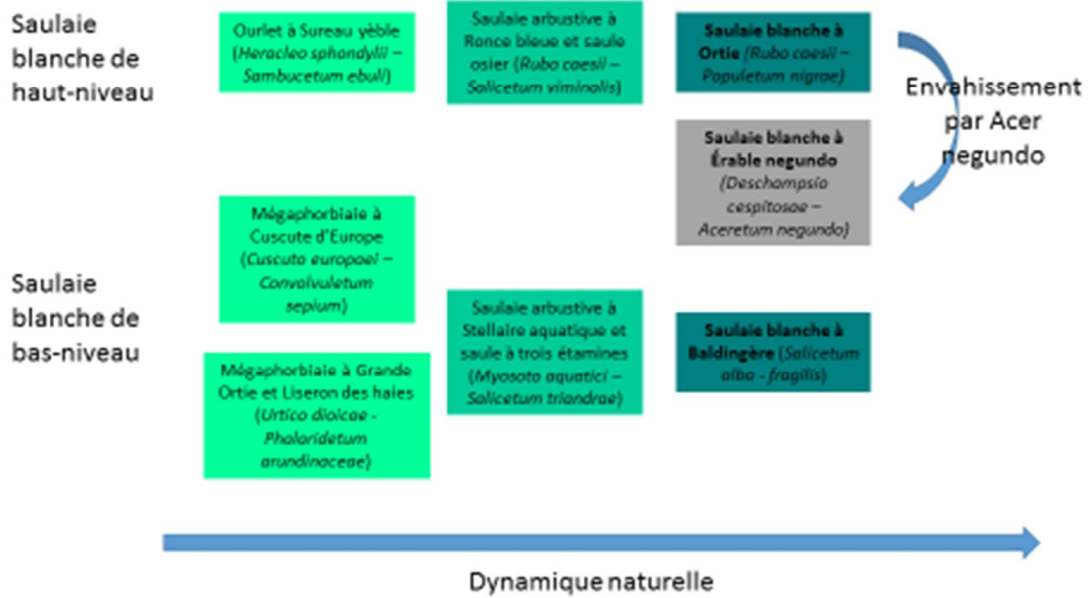 Saulaie
blanche de
haut-niveau
Ourlet à Sureau yèble
(Heracleo sphondylii –
Sambucetum ebuli)
Saulaie arbustive à
Ronce bleue et saule
osier (Rubo caesii –
Salicetum viminalis)
Saulaie blanche à
Ortie (Rubo caesii –
Populetum nigrae)
Envahissement
par Acer
negundo
Saulaie blanche à
Érable negundo
(Deschampsio
cespitosae –
Aceretum negundo)
Saulaie
blanche de
bas-niveau
Mégaphorbiaie à
Cuscute d'Europe
(Cuscuto europaei –
Convolvuletum
sepium)
Mégaphorbiaie à Grande
Ortie et Liseron des haies
(Urtico dioicae -
Phalaridetum
arundinaceae)
Saulaie arbustive à
Stellaire aquatique et
saule à trois étamines
(Myosoto aquatici –
Salicetum triandrae)
Saulaie blanche à
Baldingère (Salicetum
albo - fragilis)
Dynamique naturelle